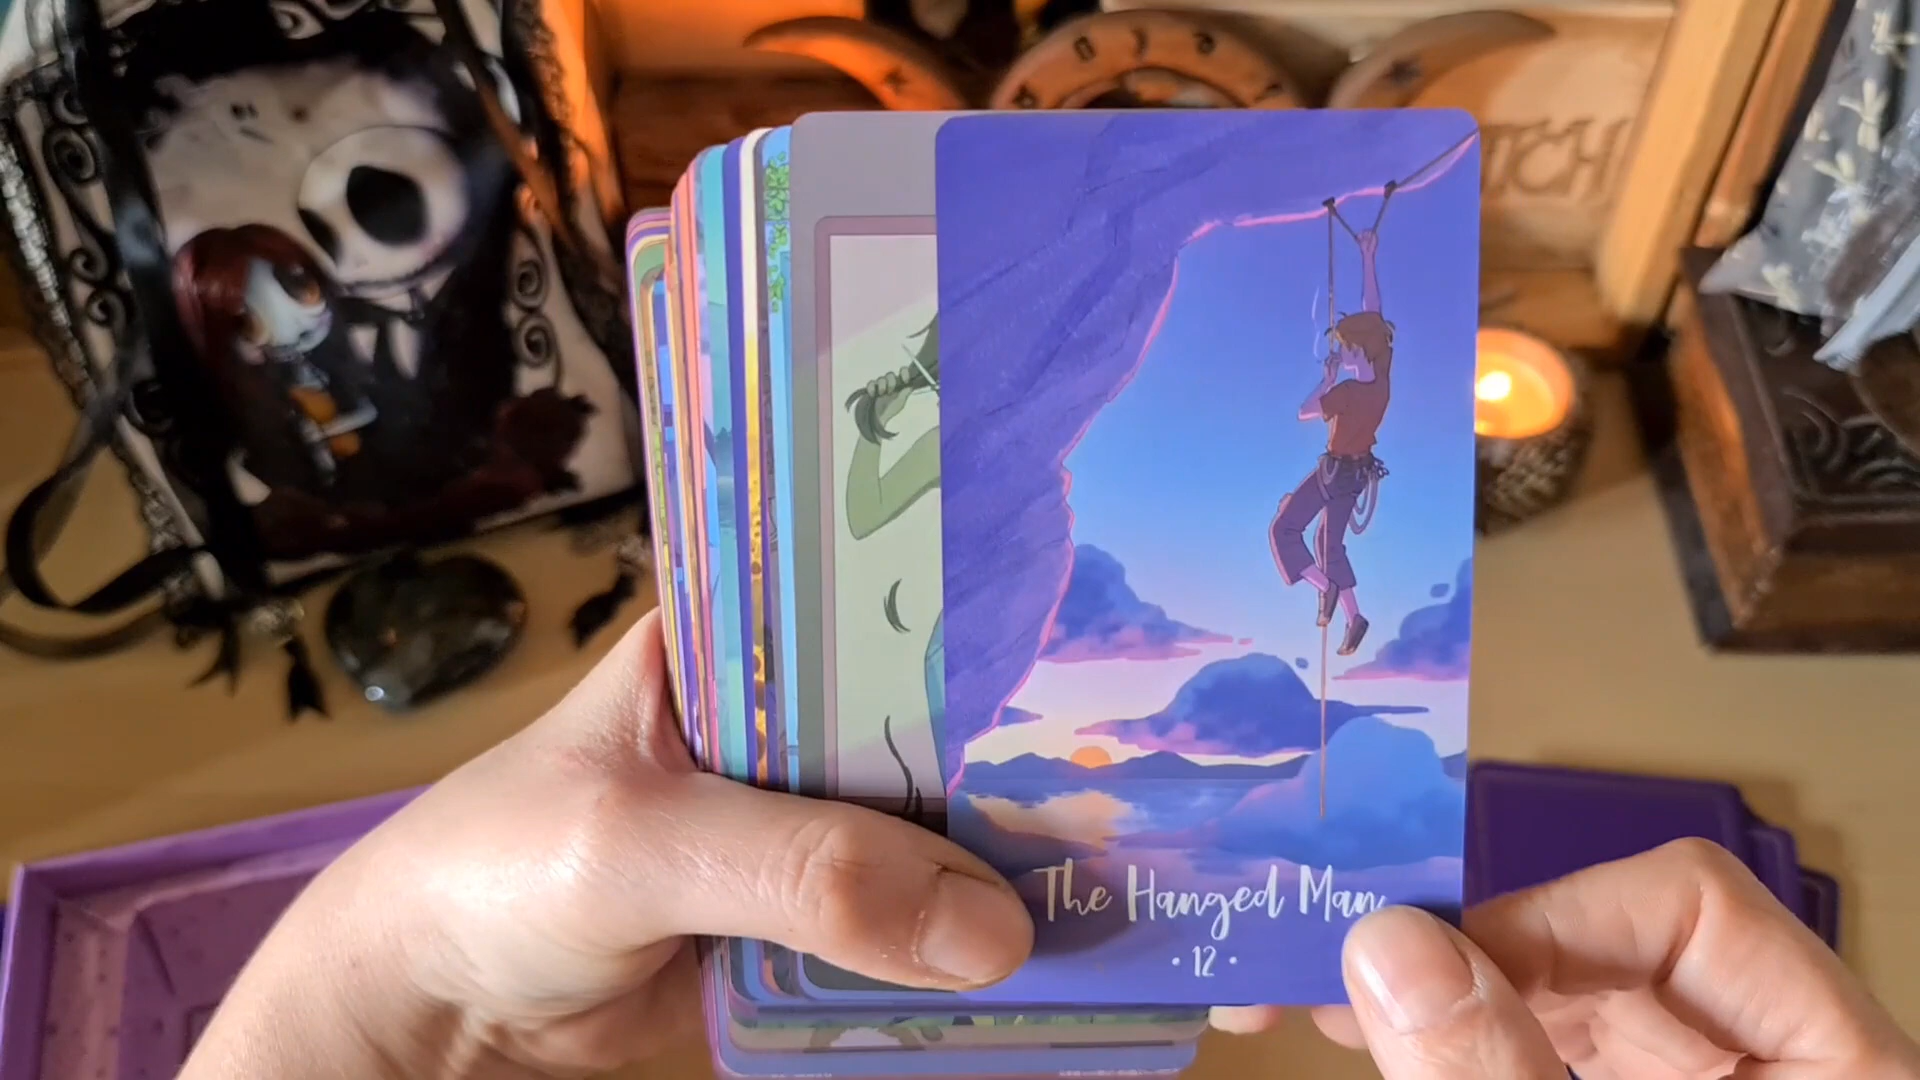 The Hanged Man
• 12 •